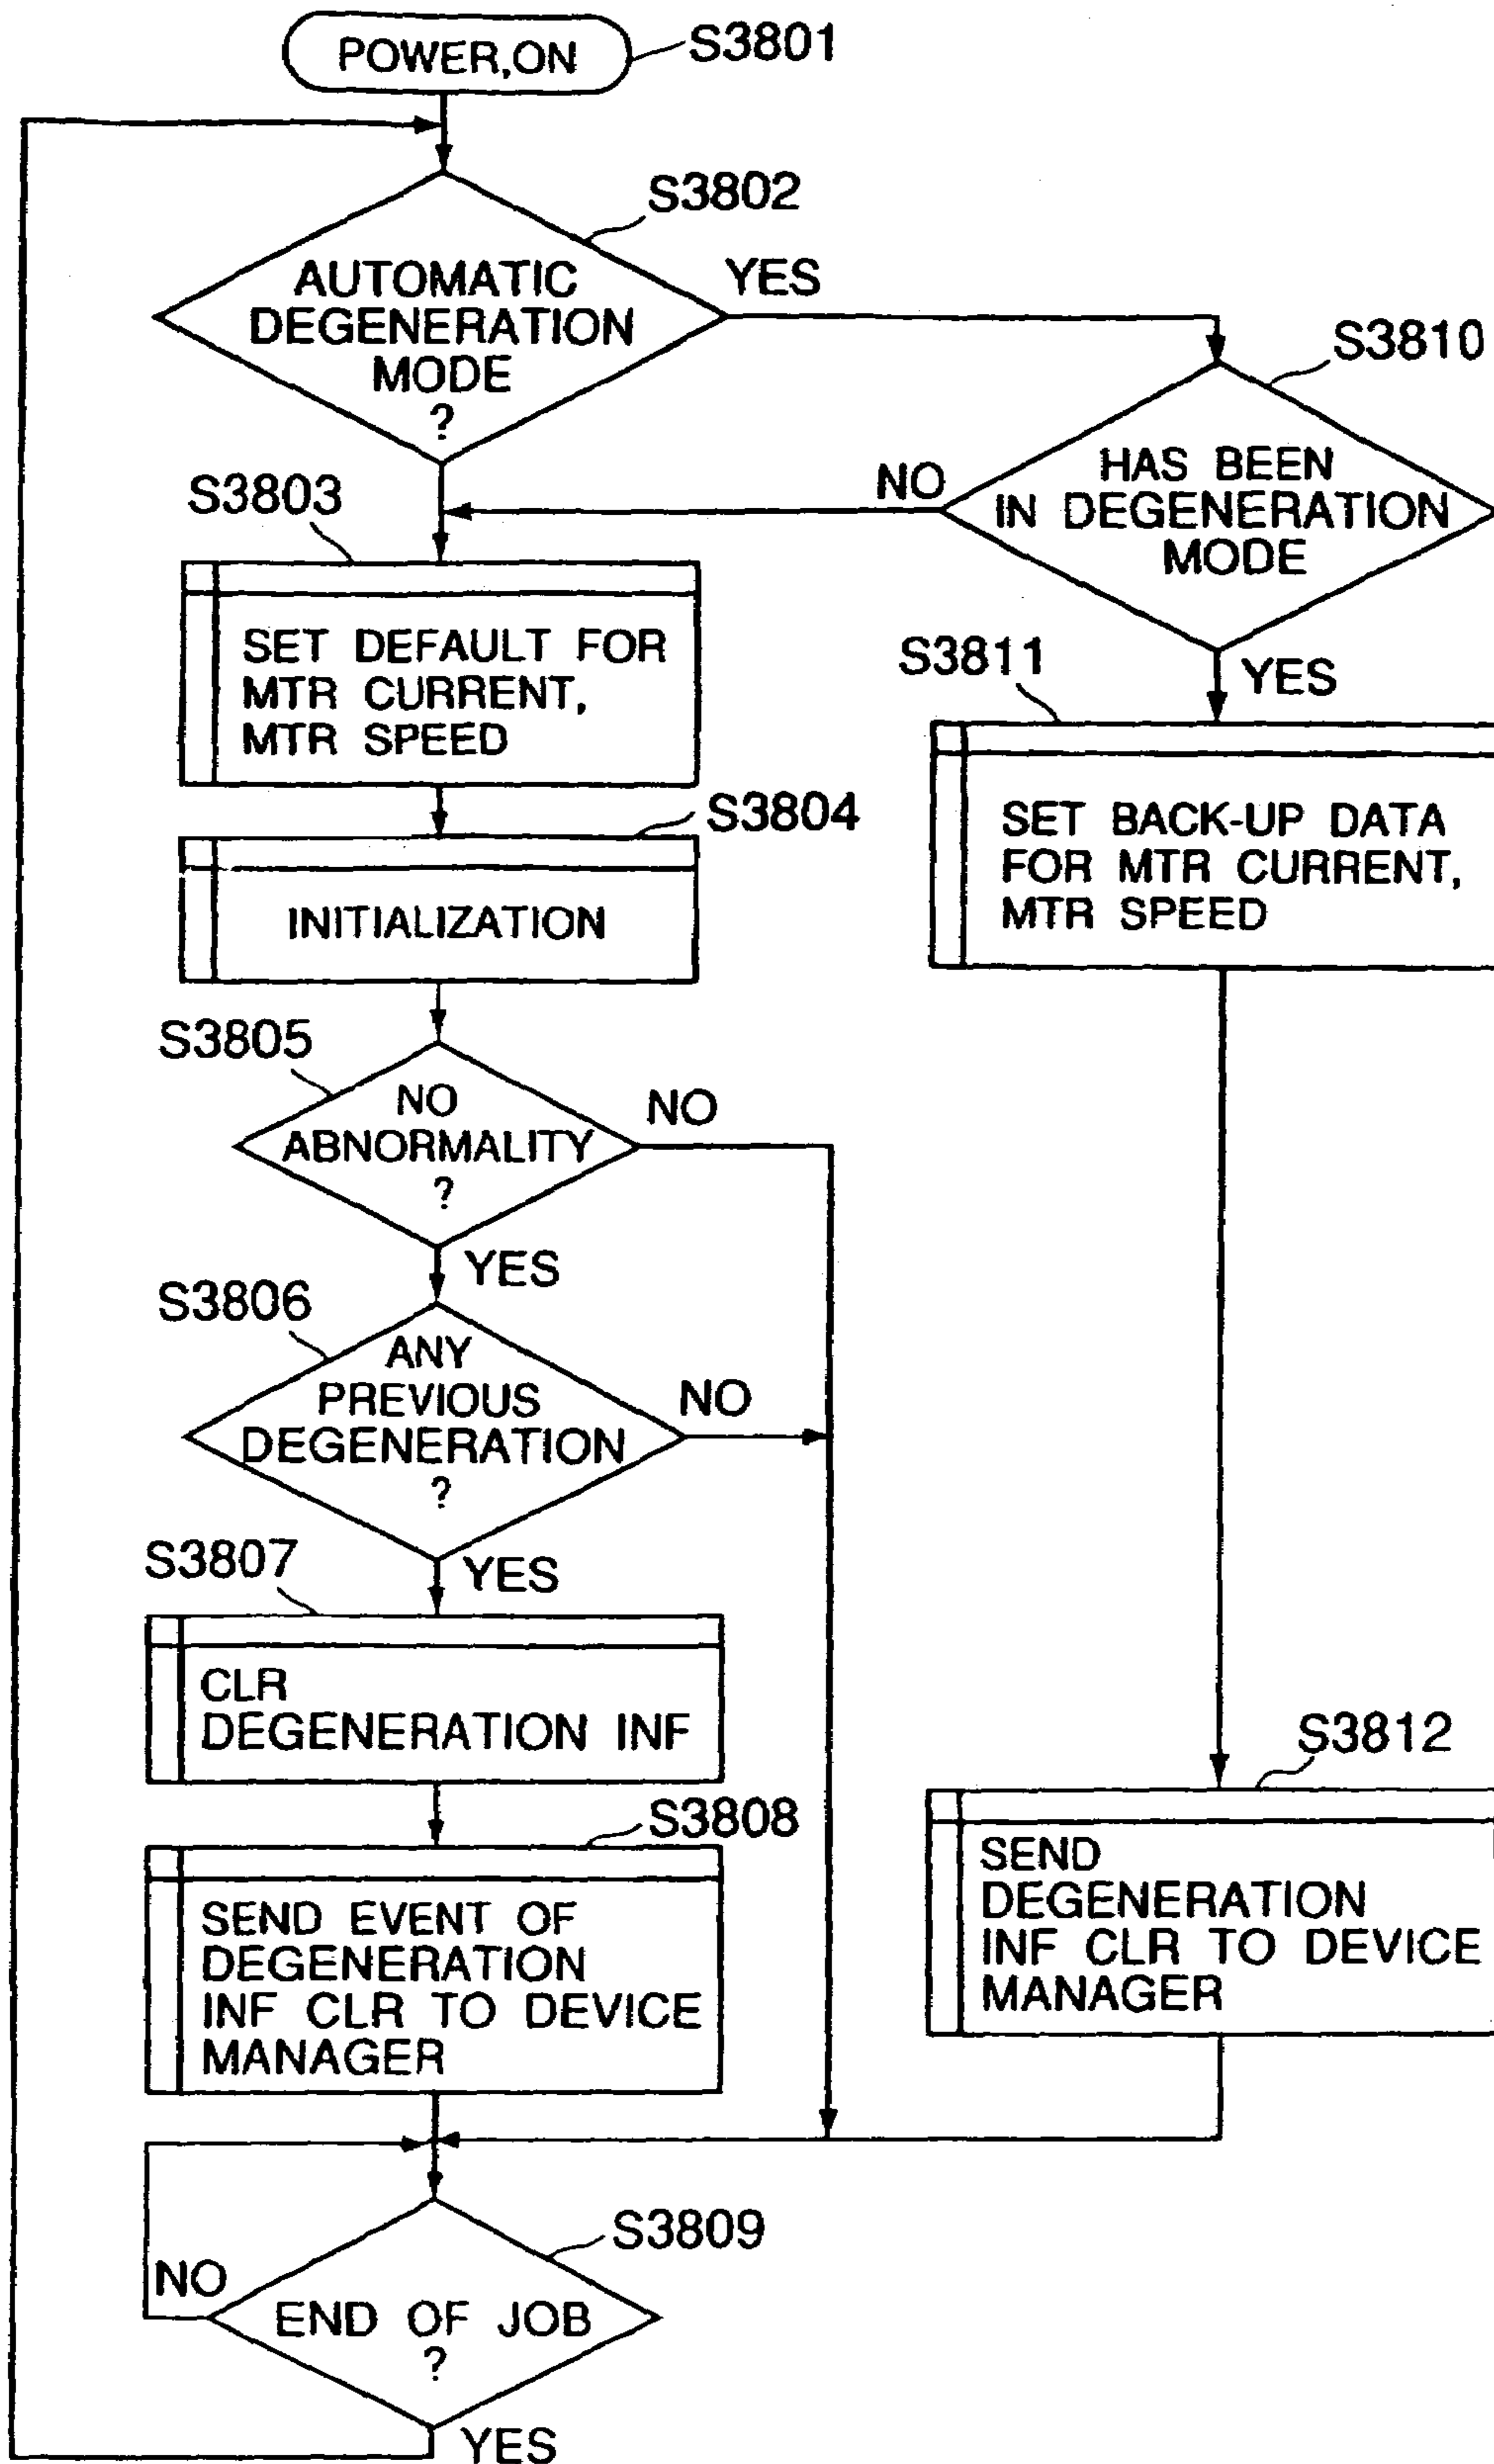 POWER,ON
S3801
S3802
AUTOMATIC
DEGENERATION
MODE
?
YES
S3810
HAS BEEN
IN DEGENERATION
MODE
NO
YES
S3803
SET DEFAULT FOR
MTR CURRENT,
MTR SPEED
S3811
SET BACK-UP DATA
FOR MTR CURRENT,
MTR SPEED
S3804
INITIALIZATION
S3805
NO
ABNORMALITY
?
NO
YES
S3806
ANY
PREVIOUS
DEGENERATION
?
NO
YES
S3807
CLR
DEGENERATION INF
S3808
SEND EVENT OF
DEGENERATION
INF CLR TO DEVICE
MANAGER
S3812
SEND
DEGENERATION
INF CLR TO DEVICE
MANAGER
S3809
END OF JOB
?
NO
YES